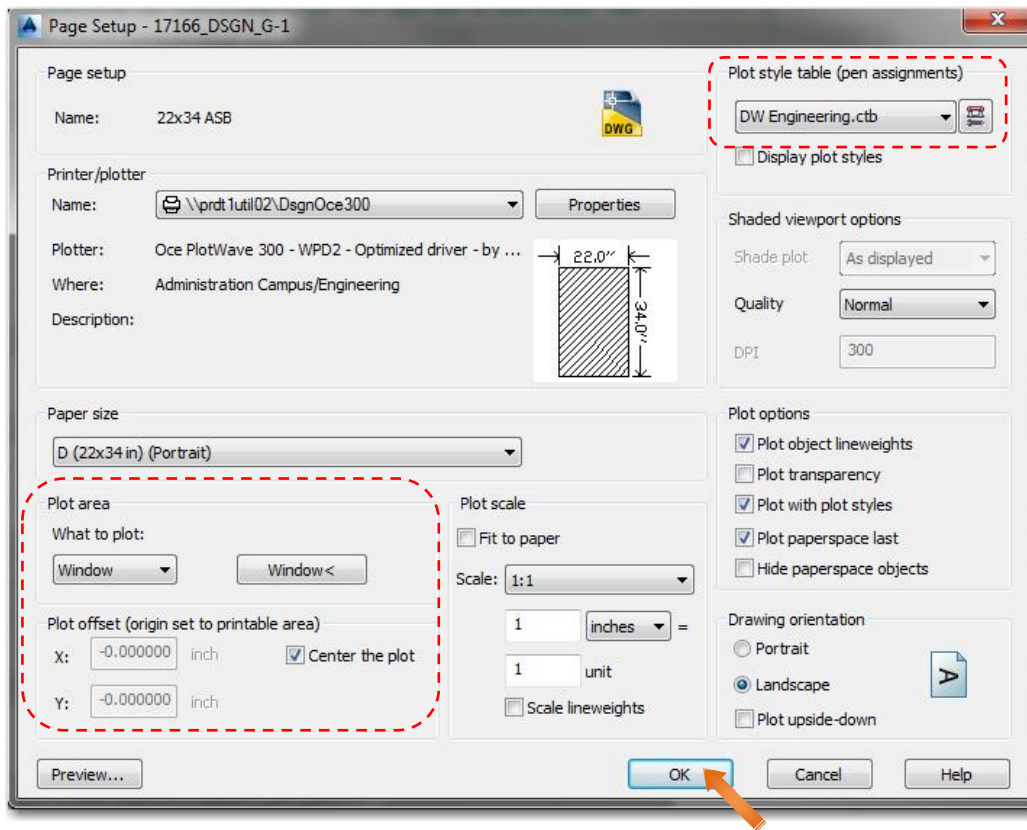 Page Setup - 17166_DSGN_G-1
Page setup
Name: 22x34 ASB
DWG
Printer/plotter
Name: \\prdt1util02\DsgnOce300 Properties
Plotter: Oce PlotWave 300 - WPD2 - Optimized driver - by ...
Where: Administration Campus/Engineering
Description:
22.0"
34.0"
Paper size
D (22x34 in) (Portrait)
Plot area
What to plot:
Window Window<
Plot offset (origin set to printable area)
X: -0.000000 inch Center the plot
Y: -0.000000 inch
Plot scale
Fit to paper
Scale: 1:1
1 inches =
1 unit
Scale lineweights
Plot style table (pen assignments)
DW Engineering.ctb
Display plot styles
Shaded viewport options
Shade plot As displayed
Quality Normal
DPI 300
Plot options
Plot object lineweights
Plot transparency
Plot with plot styles
Plot paperspace last
Hide paperspace objects
Drawing orientation
Portrait
Landscape
Plot upside-down
A
Preview... OK Cancel Help